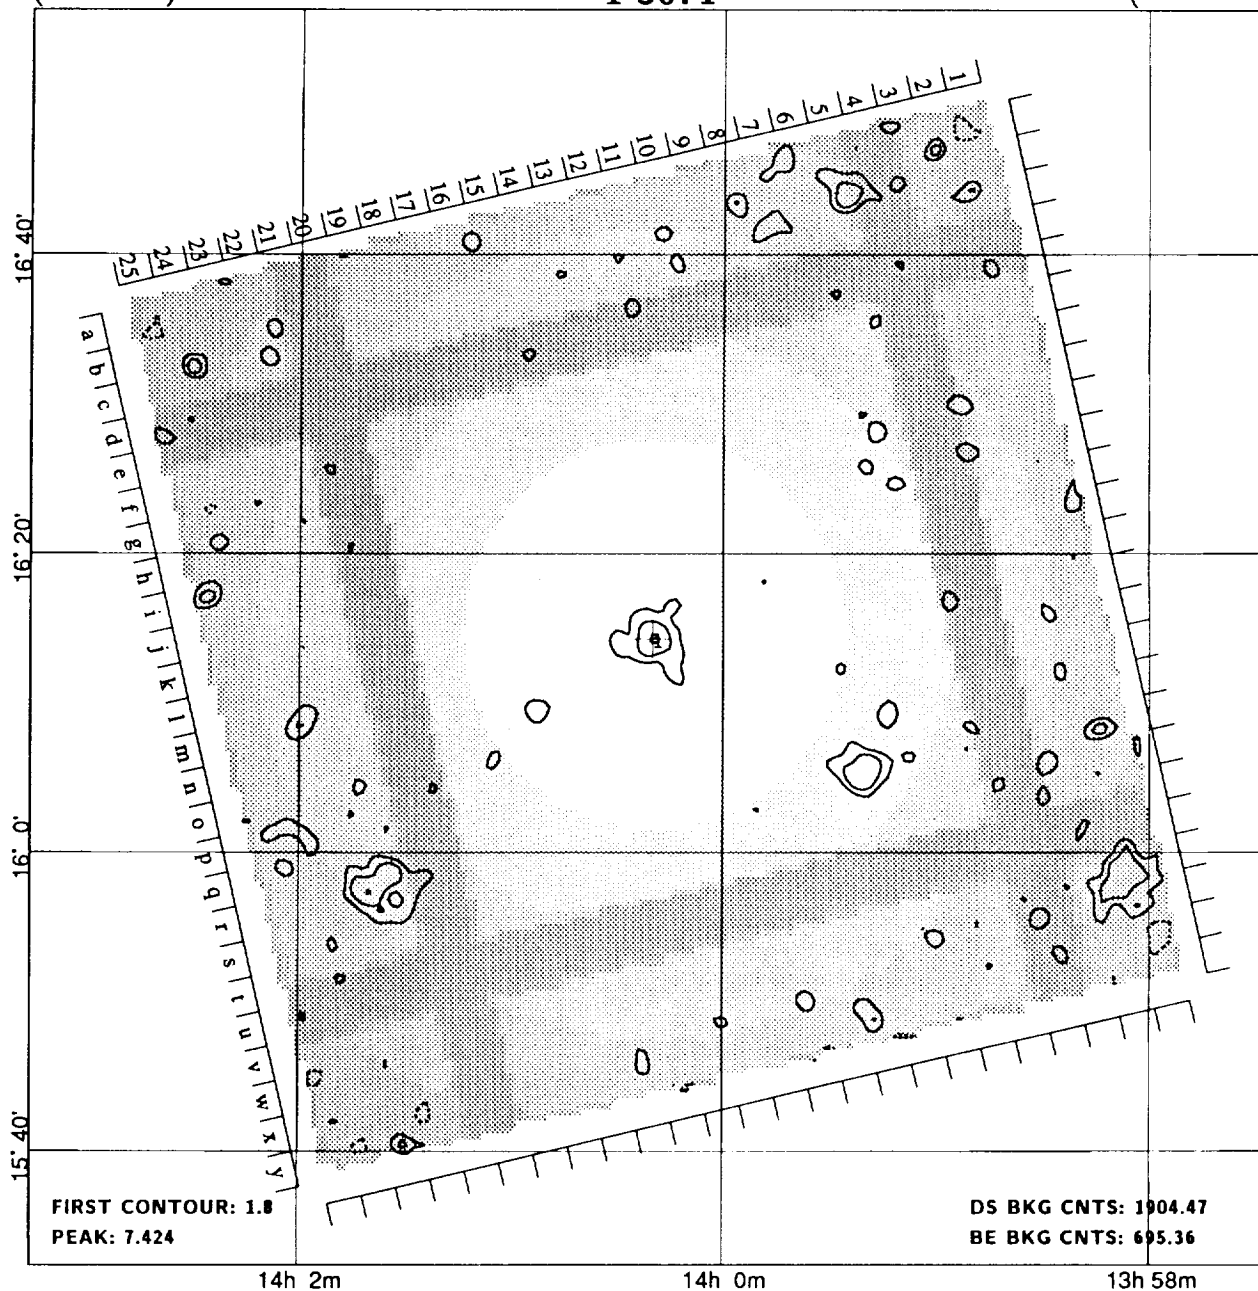 1 2 3 4 5 6 7 8 9 10 11 12 13 14 15 16 17 18 19 20 21 22 23 24 25
a b c d e f g h i j k l m n o p q r s t u v w x y
16° 40'
16° 20'
16° 0'
15° 40'
FIRST CONTOUR: 1.8
PEAK: 7.424
DS BKG CNTS: 1904.47
BE BKG CNTS: 695.36
14h 2m
14h 0m
13h 58m